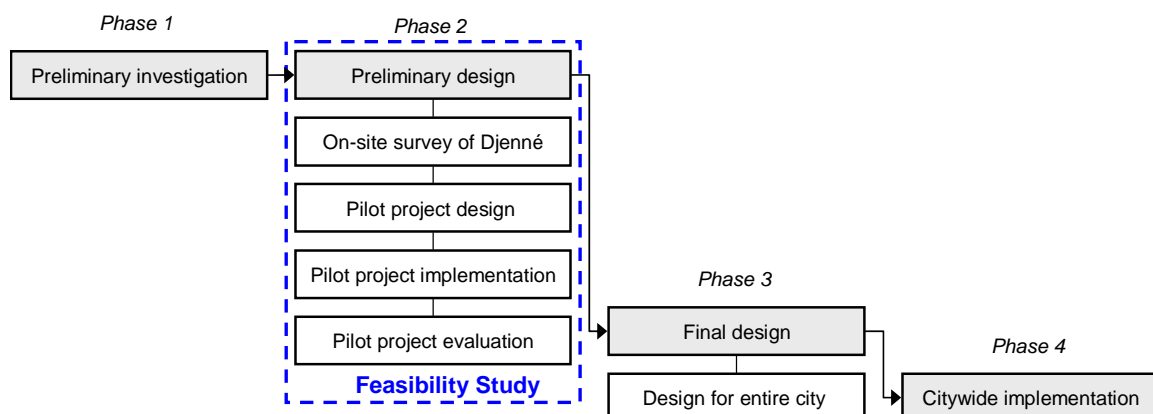 Phase 1
Preliminary investigation
Phase 2
Preliminary design
On-site survey of Djenné
Pilot project design
Pilot project implementation
Pilot project evaluation
Feasibility Study
Phase 3
Final design
Design for entire city
Phase 4
Citywide implementation